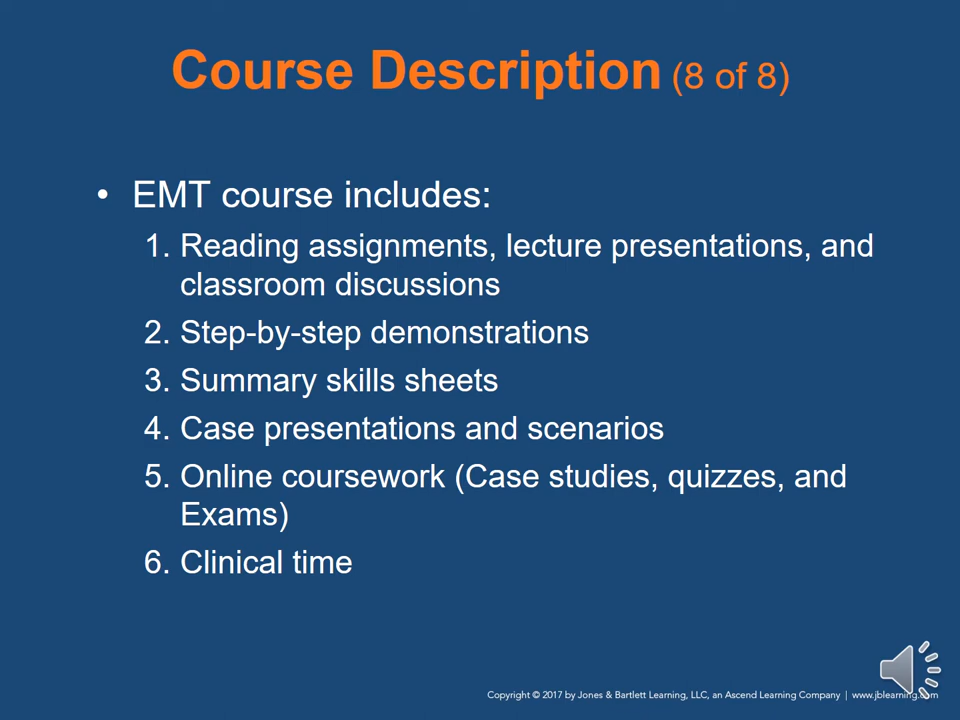 Course Description (8 of 8)
• EMT course includes:
1. Reading assignments, lecture presentations, and
classroom discussions
2. Step-by-step demonstrations
3. Summary skills sheets
4. Case presentations and scenarios
5. Online coursework (Case studies, quizzes, and
Exams)
6. Clinical time
Copyright © 2017 by Jones & Bartlett Learning, LLC, an Ascend Learning Company | www.jblearning.com